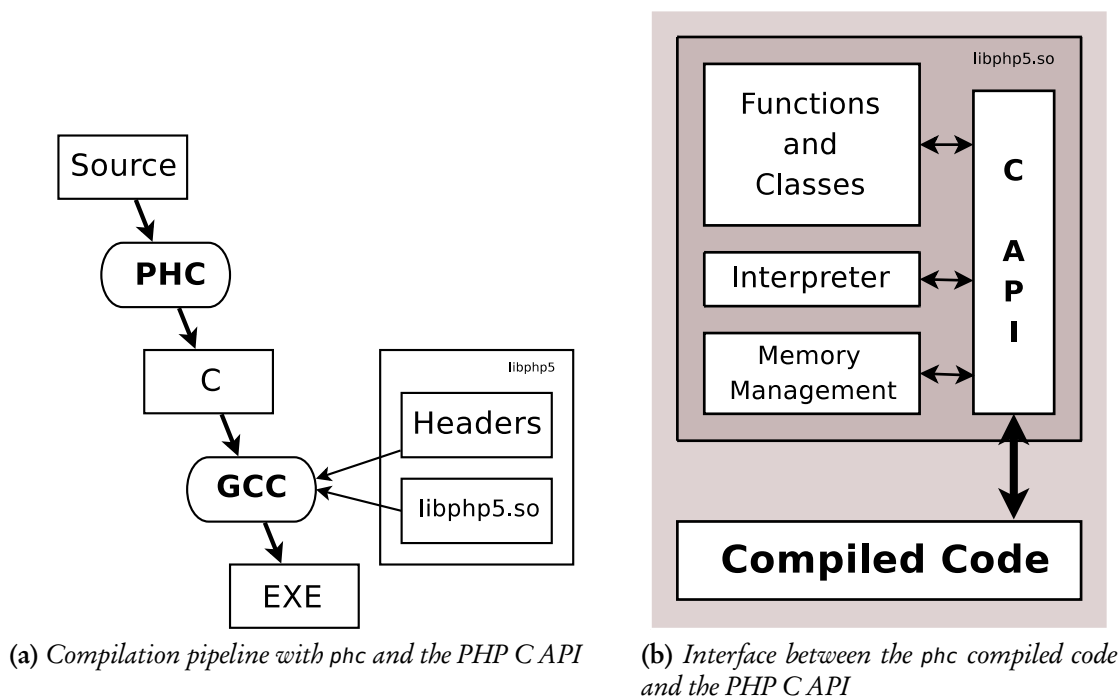 Source
PHC
C
libphp5
Headers
GCC
libphp5.so
EXE
(a) Compilation pipeline with phc and the PHP C API
libphp5.so
Functions
and
Classes
C
A
P
I
Interpreter
Memory
Management
Compiled Code
(b) Interface between the phc compiled code
and the PHP C API